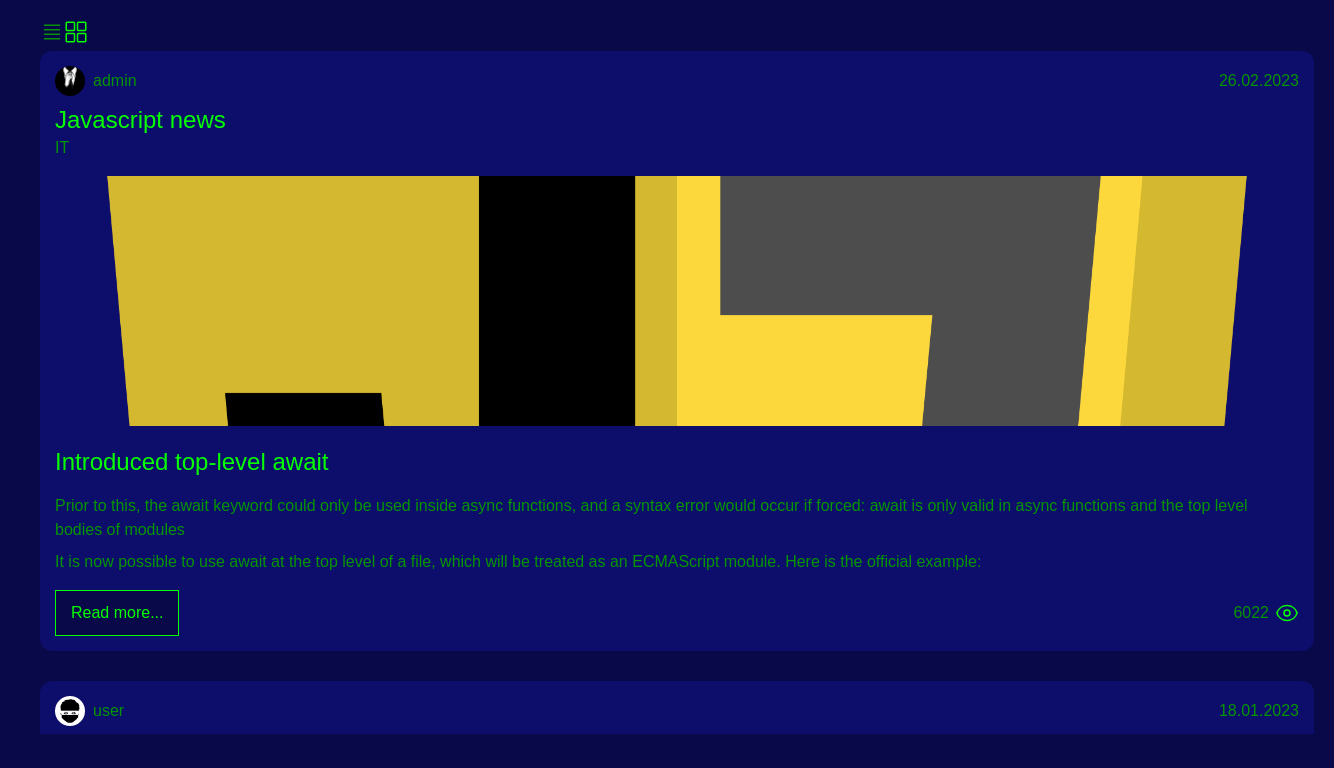 admin
26.02.2023
Javascript news
IT
Introduced top-level await
Prior to this, the await keyword could only be used inside async functions, and a syntax error would occur if forced: await is only valid in async functions and the top level
bodies of modules
It is now possible to use await at the top level of a file, which will be treated as an ECMAScript module. Here is the official example:
Read more...
6022
user
18.01.2023